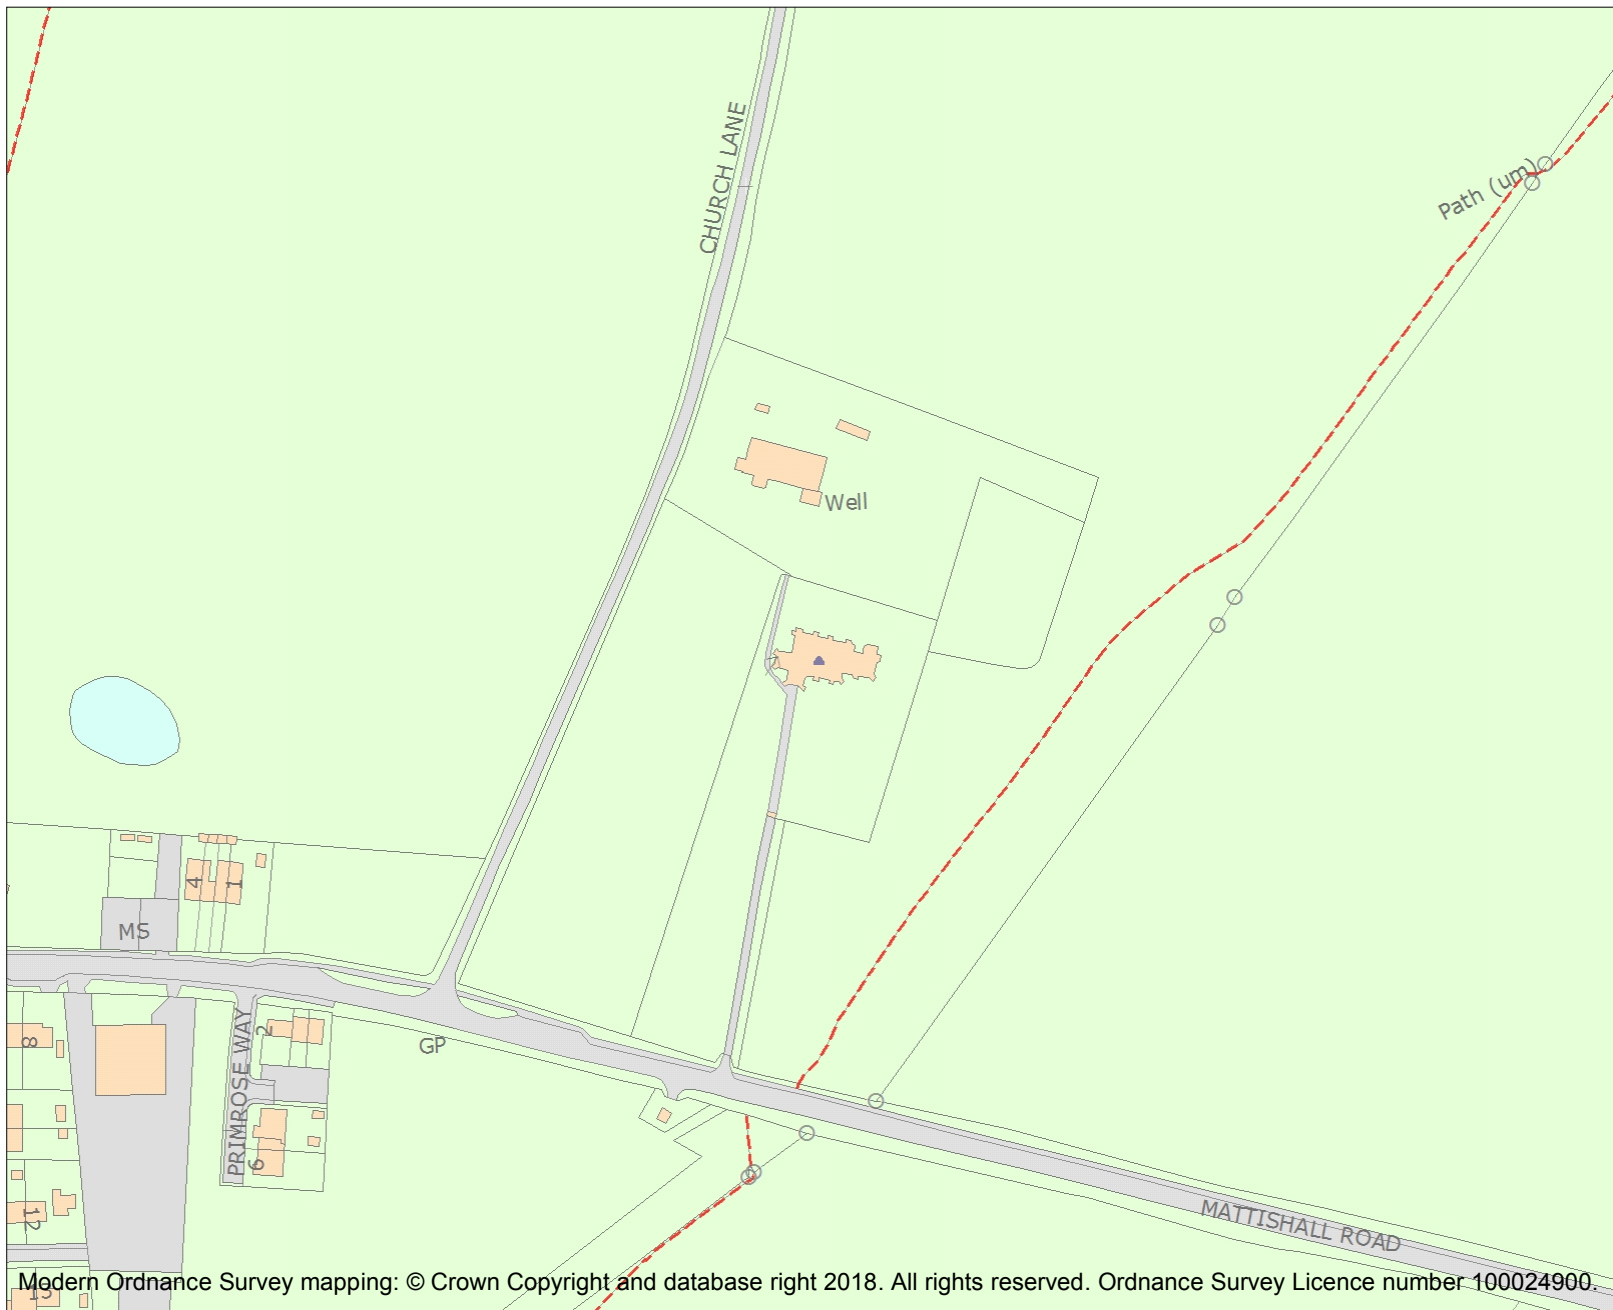 CHURCH LANE
Path (um)
Well
4
1
MS
2
8
GP
PRIMROSE WAY
6
12
MATTISHALL ROAD
15
Modern Ordnance Survey mapping: © Crown Copyright and database right 2018. All rights reserved. Ordnance Survey Licence number 100024900.